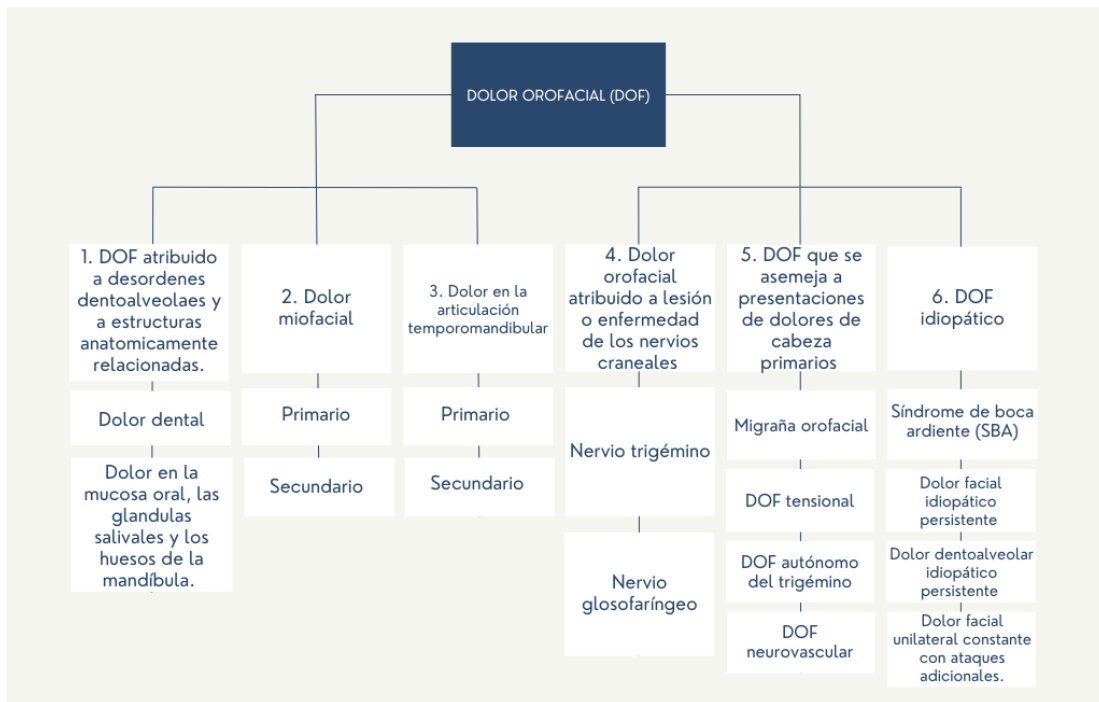 DOLOR OROFACIAL (DOF)
1. DOF atribuido
a desordenes
dentoalveolaes y
a estructuras
anatomicamente
relacionadas.
Dolor dental
Dolor en la
mucosa oral, las
glandulas
salivales y los
huesos de la
mandíbula.
2. Dolor
miofacial
Primario
Secundario
3. Dolor en la
articulación
temporomandibular
Primario
Secundario
4. Dolor
orofacial
atribuido a lesión
o enfermedad
de los nervios
craneales
Nervio trigémino
Nervio
glosofaríngeo
5. DOF que se
asemeja a
presentaciones
de dolores de
cabeza
primarios
Migraña orofacial
DOF tensional
DOF autónomo
del trigémino
DOF
neurovascular
6. DOF
idiopático
Síndrome de boca
ardiente (SBA)
Dolor facial
idiopático
persistente
Dolor dentoalveolar
idiopático
persistente
Dolor facial
unilateral constante
con ataques
adicionales.